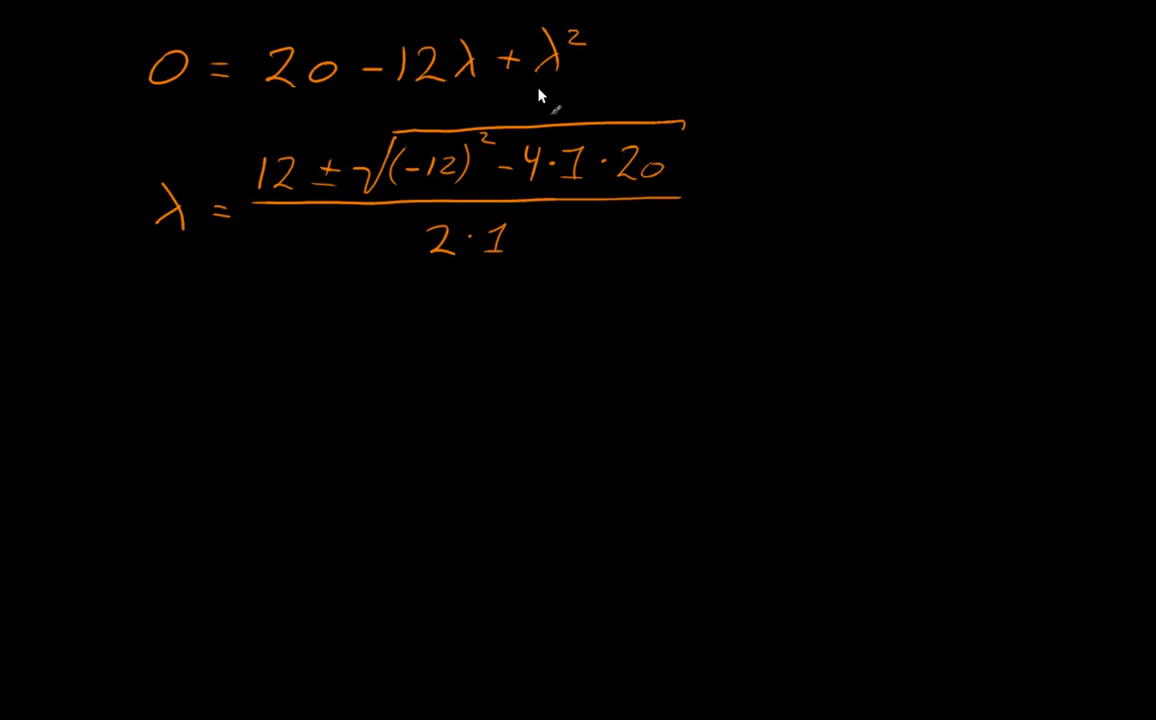 0 = 20 - 12λ + λ²
λ = (12 ± √((-12)² - 4 · 1 · 20)) / (2 · 1)